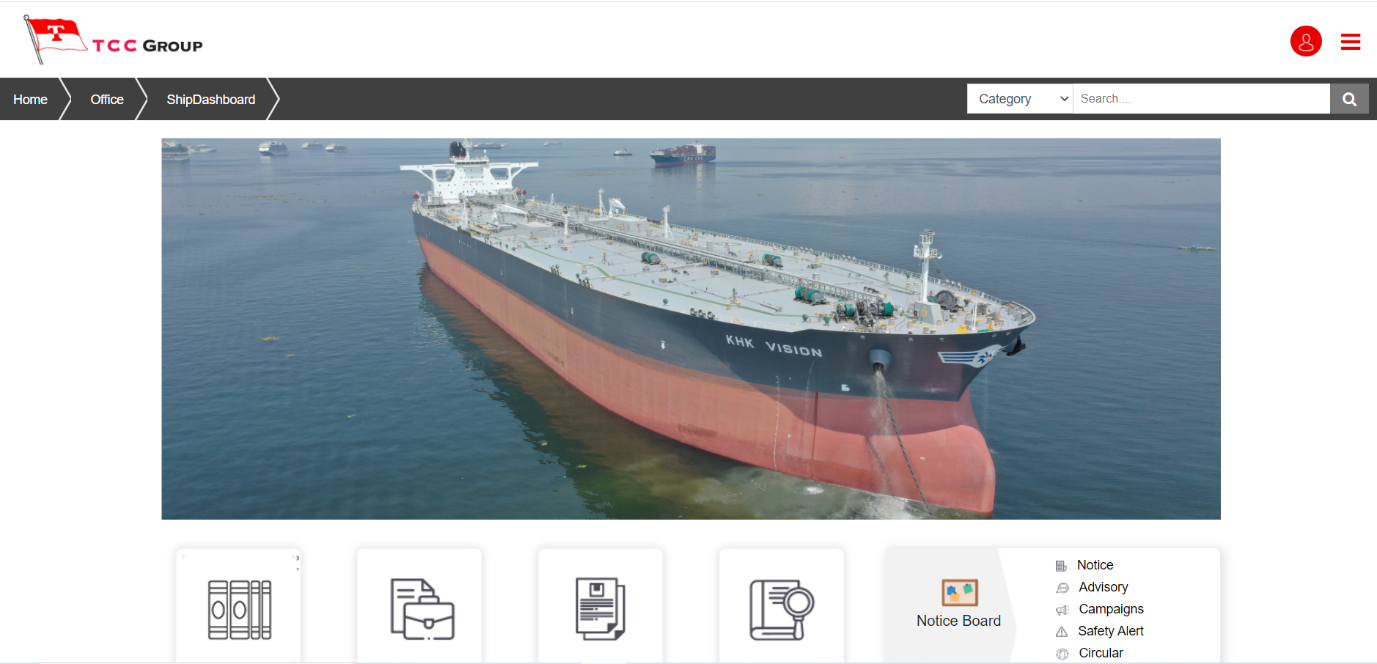 T
TCC GROUP
Home
Office
ShipDashboard
Category
Search....
KHK VISION
Notice Board
Notice
Advisory
Campaigns
Safety Alert
Circular